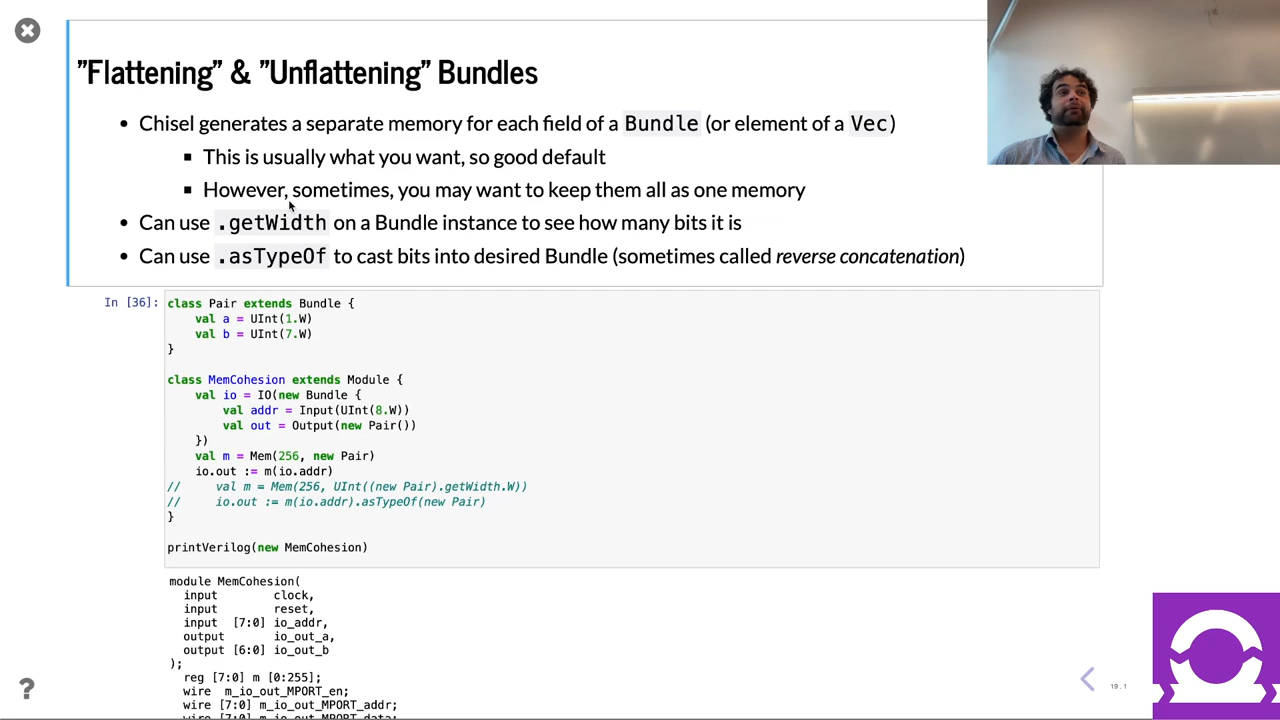 "Flattening" & "Unflattening" Bundles
• Chisel generates a separate memory for each field of a Bundle (or element of a Vec)
▪ This is usually what you want, so good default
▪ However, sometimes, you may want to keep them all as one memory
• Can use .getWidth on a Bundle instance to see how many bits it is
• Can use .asTypeOf to cast bits into desired Bundle (sometimes called reverse concatenation)
In [36]:
class Pair extends Bundle {
    val a = UInt(1.W)
    val b = UInt(7.W)
}
class MemCohesion extends Module {
    val io = IO(new Bundle {
        val addr = Input(UInt(8.W))
        val out = Output(new Pair())
    })
    val m = Mem(256, new Pair)
    io.out := m(io.addr)
//     val m = Mem(256, UInt((new Pair).getWidth.W))
//     io.out := m(io.addr).asTypeOf(new Pair)
}
printVerilog(new MemCohesion)
module MemCohesion(
  input        clock,
  input        reset,
  input  [7:0] io_addr,
  output       io_out_a,
  output [6:0] io_out_b
);
  reg [7:0] m [0:255];
  wire  m_io_out_MPORT_en;
  wire [7:0] m_io_out_MPORT_addr;
  wire [7:0] m_io_out_MPORT_data;
?
19.1